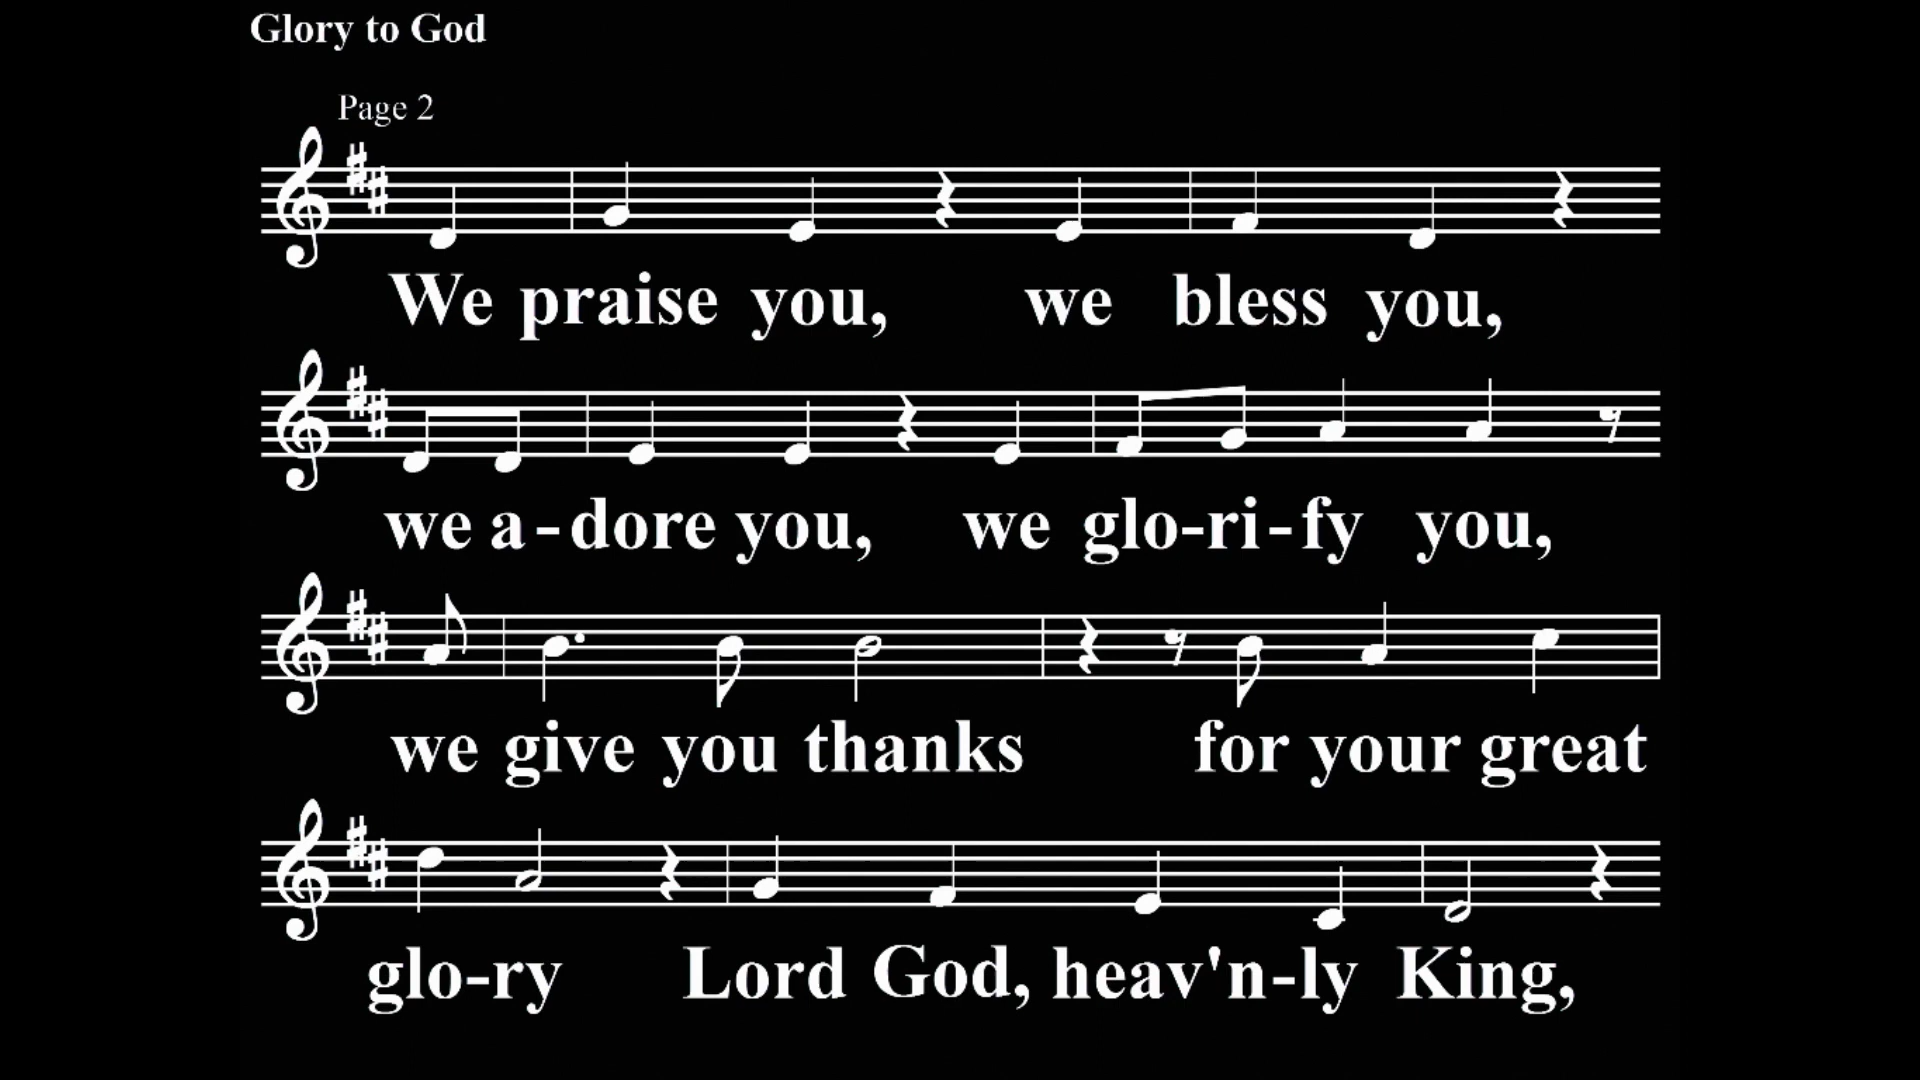 Glory to God
Page 2
We praise you, we bless you,
we a-dore you, we glo-ri-fy you,
we give you thanks for your great
glo-ry Lord God, heav'n-ly King,